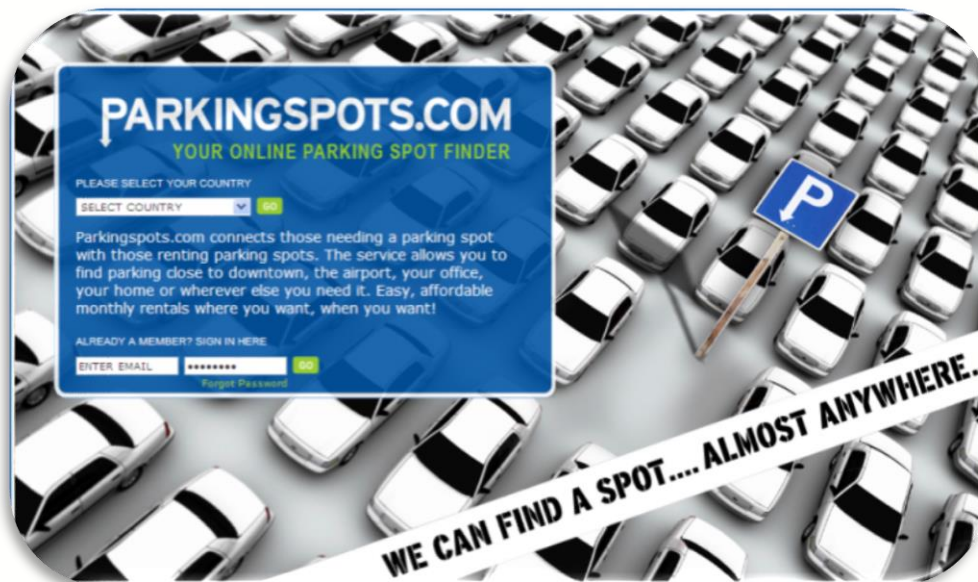 PARKINGSPOTS.COM
YOUR ONLINE PARKING SPOT FINDER
PLEASE SELECT YOUR COUNTRY
SELECT COUNTRY GO
Parkingspots.com connects those needing a parking spot
with those renting parking spots. The service allows you to
find parking close to downtown, the airport, your office,
your home or wherever else you need it. Easy, affordable
monthly rentals where you want, when you want!
ALREADY A MEMBER? SIGN IN HERE
ENTER EMAIL •••••••• GO
Forgot Password
P
WE CAN FIND A SPOT.... ALMOST ANYWHERE.